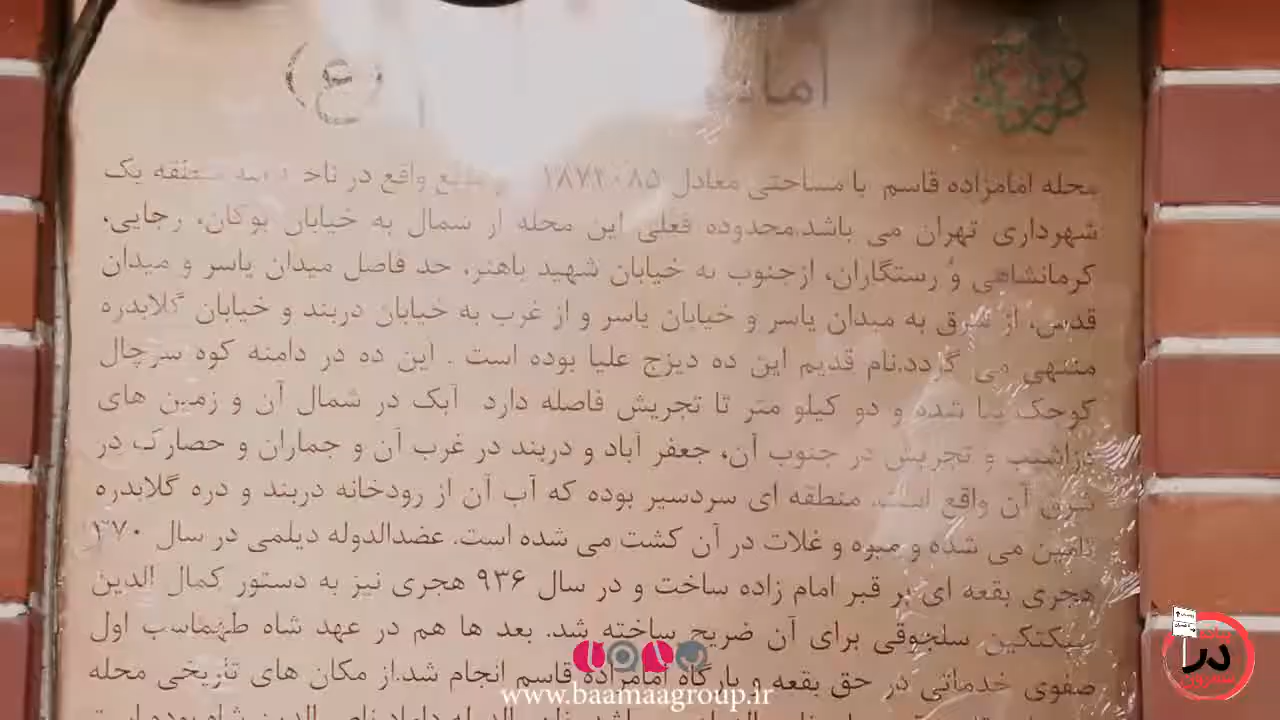 (ع)
محله امامزاده قاسم با مساحتی معادل ۱۸۷۲۰۸۵ واقع در یک
شهرداری تهران می باشد.محدوده فعلی این محله از شمال به خیابان بوکان، رجایی،
کرمانشاهی و رستگاران، ازجنوب به خیابان شهید باهنر، حد فاصل میدان یاسر و میدان
قدس، از شرق به میدان یاسر و خیابان یاسر و از غرب به خیابان دربند و خیابان گلابدره
منتهی می گردد.نام قدیم این ده دیزج علیا بوده است . این ده در دامنه کوه سرچال
کوچک بنا شده و دو کیلو متر تا تجریش فاصله دارد آبک در شمال آن و زمین های
دزاشیب و تجریش در جنوب آن، جعفر آباد و دربند در غرب آن و جماران و حصارک در
شرق آن واقع است. منطقه ای سردسیر بوده که آب آن از رودخانه دربند و دره گلابدره
تامین می شده و میوه و غلات در آن کشت می شده است. عضدالدوله دیلمی در سال ۳۷۰
هجری بقعه ای بر قبر امام زاده ساخت و در سال ۹۳۶ هجری نیز به دستور کمال الدین
سلجوقی برای آن ضریح ساخته شد. بعد ها هم در عهد شاه طهماسب اول
صفوی خدماتی در حق بقعه و بارگاه امامزاده قاسم انجام شد.از مکان های تاریخی محله
www.baamaagroup.ir
پیاده
در
شمرون